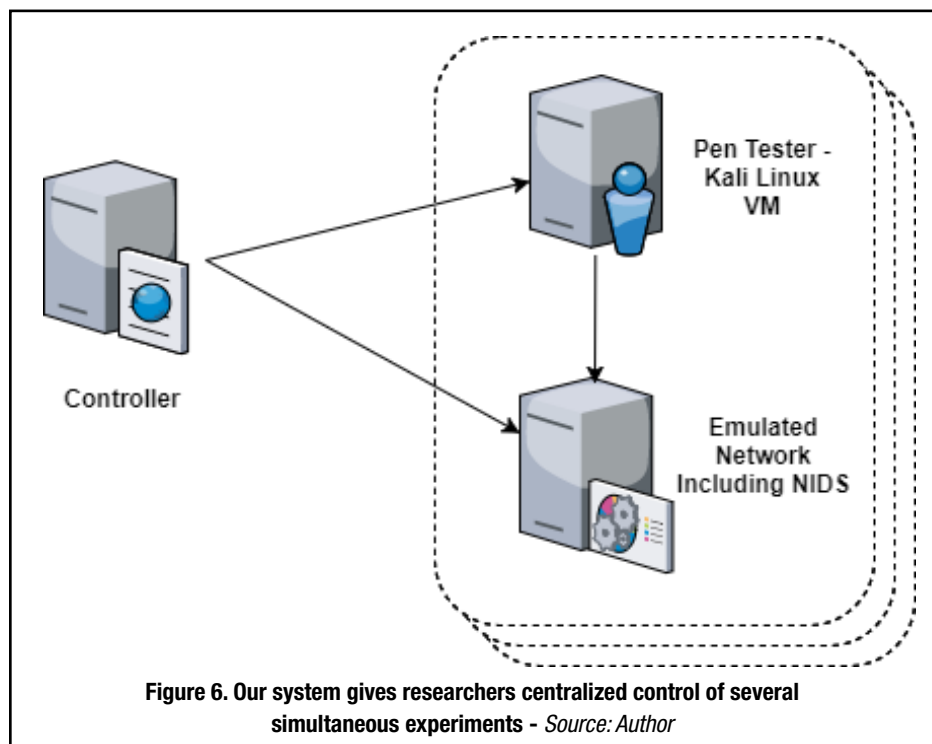 Pen Tester -
Kali Linux
VM
Controller
Emulated
Network
Including NIDS
Figure 6. Our system gives researchers centralized control of several
simultaneous experiments - Source: Author